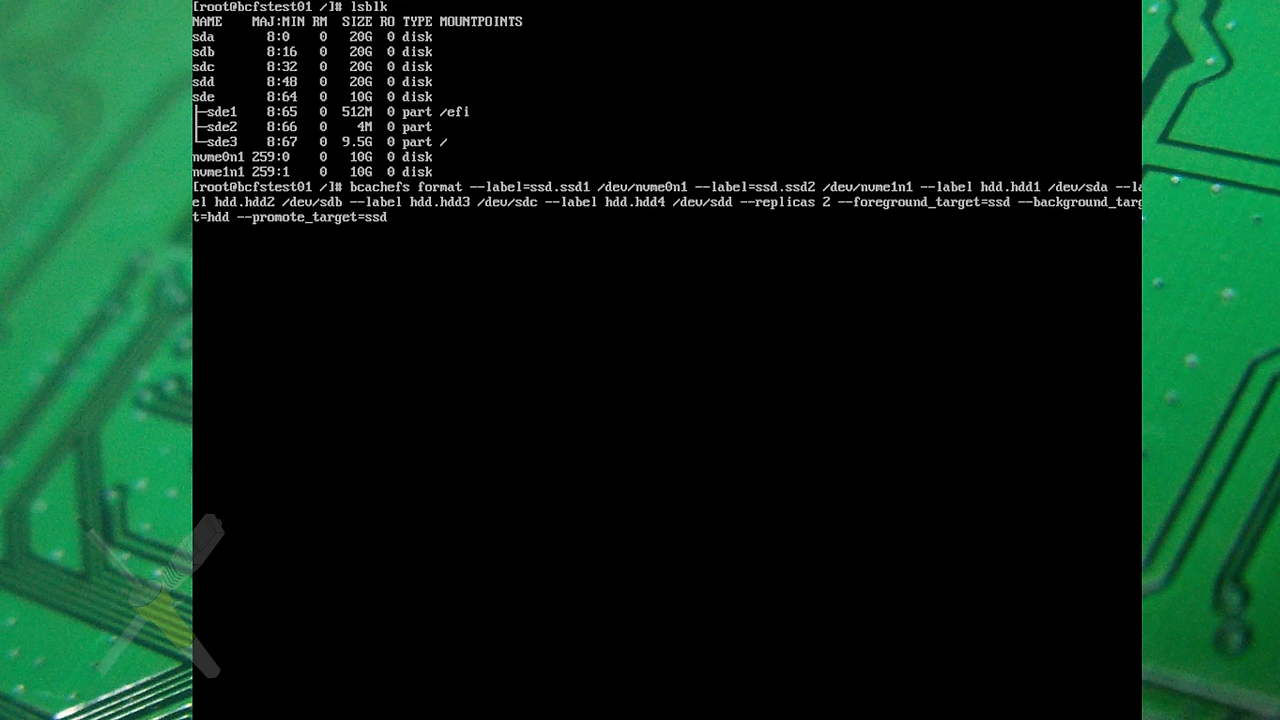 [root@bcfstest01 /]# lsblk
NAME    MAJ:MIN RM  SIZE RO TYPE MOUNTPOINTS
sda       8:0    0   20G  0 disk
sdb       8:16   0   20G  0 disk
sdc       8:32   0   20G  0 disk
sdd       8:48   0   20G  0 disk
sde       8:64   0   10G  0 disk
├─sde1    8:65   0  512M  0 part /efi
├─sde2    8:66   0    4M  0 part
└─sde3    8:67   0  9.5G  0 part /
nvme0n1 259:0    0   10G  0 disk
nvme1n1 259:1    0   10G  0 disk
[root@bcfstest01 /]# bcachefs format --label=ssd.ssd1 /dev/nvme0n1 --label=ssd.ssd2 /dev/nvme1n1 --label hdd.hdd1 /dev/sda --la
el hdd.hdd2 /dev/sdb --label hdd.hdd3 /dev/sdc --label hdd.hdd4 /dev/sdd --replicas 2 --foreground_target=ssd --background_targ
t=hdd --promote_target=ssd